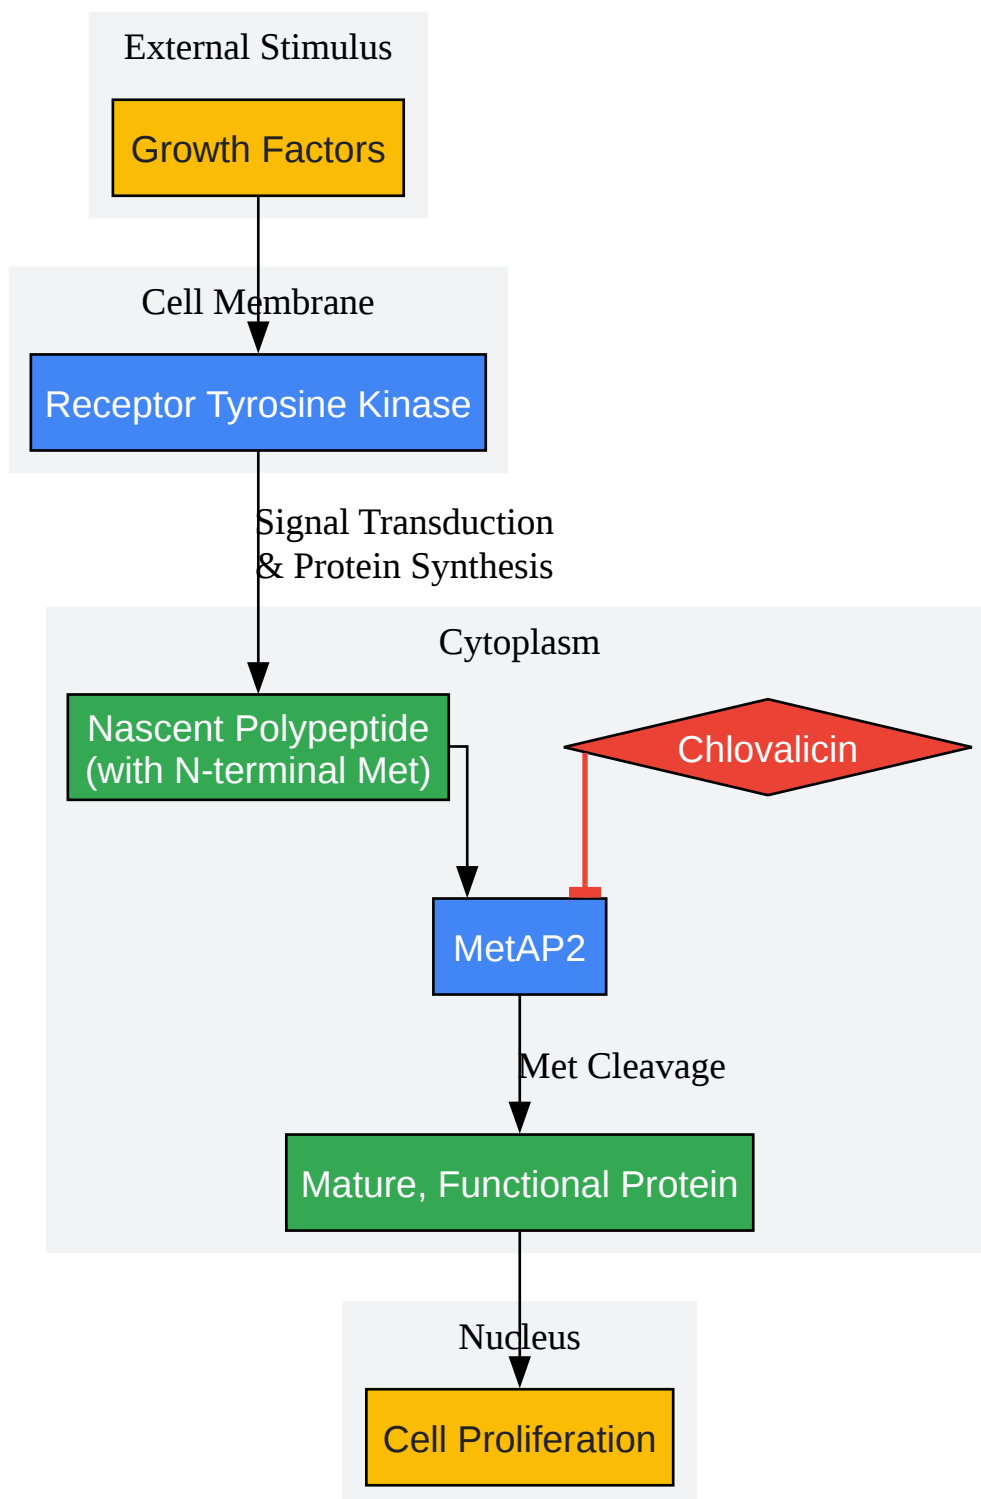 External Stimulus
Growth Factors
Cell Membrane
Receptor Tyrosine Kinase
Signal Transduction
& Protein Synthesis
Cytoplasm
Nascent Polypeptide
(with N-terminal Met)
Chlovalicin
MetAP2
Met Cleavage
Mature, Functional Protein
Nucleus
Cell Proliferation